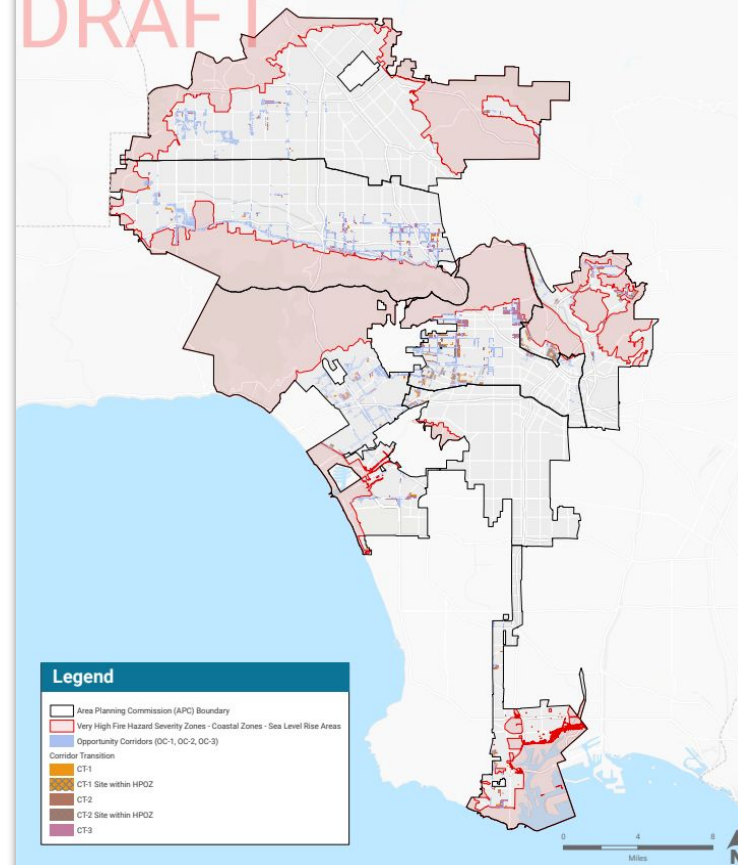 DRAFT
Legend
Area Planning Commission (APC) Boundary
Very High Fire Hazard Severity Zones - Coastal Zones - Sea Level Rise Areas
Opportunity Corridors (OC-1, OC-2, OC-3)
Corridor Transition
CT-1
CT-1 Site within HPOZ
CT-2
CT-2 Site within HPOZ
CT-3
0 4 8
Miles
N